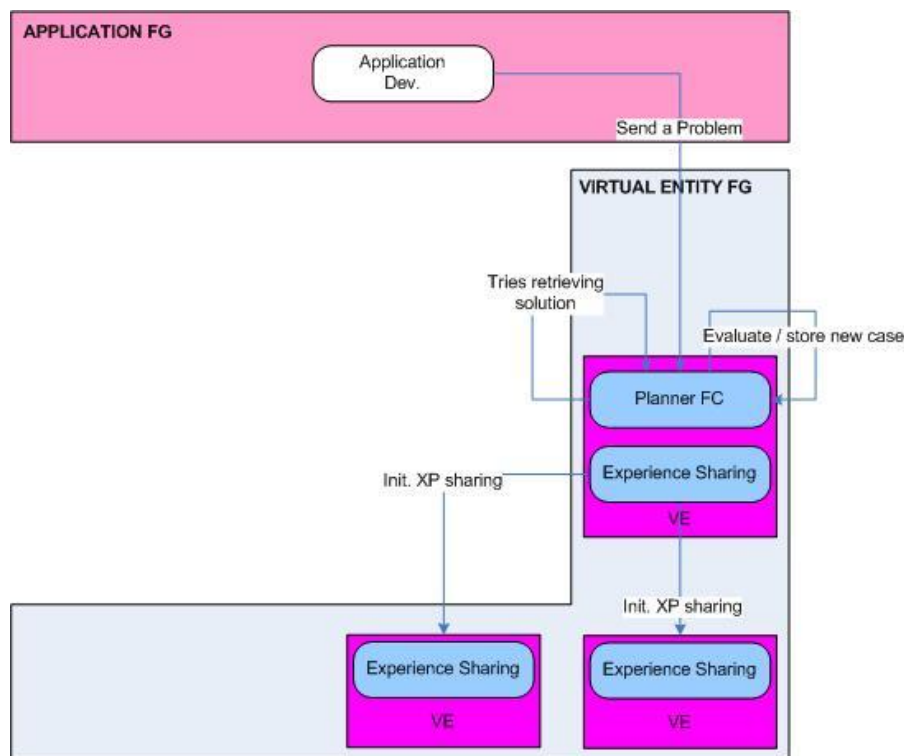 APPLICATION FG
Application
Dev.
Send a Problem
VIRTUAL ENTITY FG
Tries retrieving
solution
Evaluate / store new case
Planner FC
Experience Sharing
VE
Init. XP sharing
Init. XP sharing
Experience Sharing
VE
Experience Sharing
VE